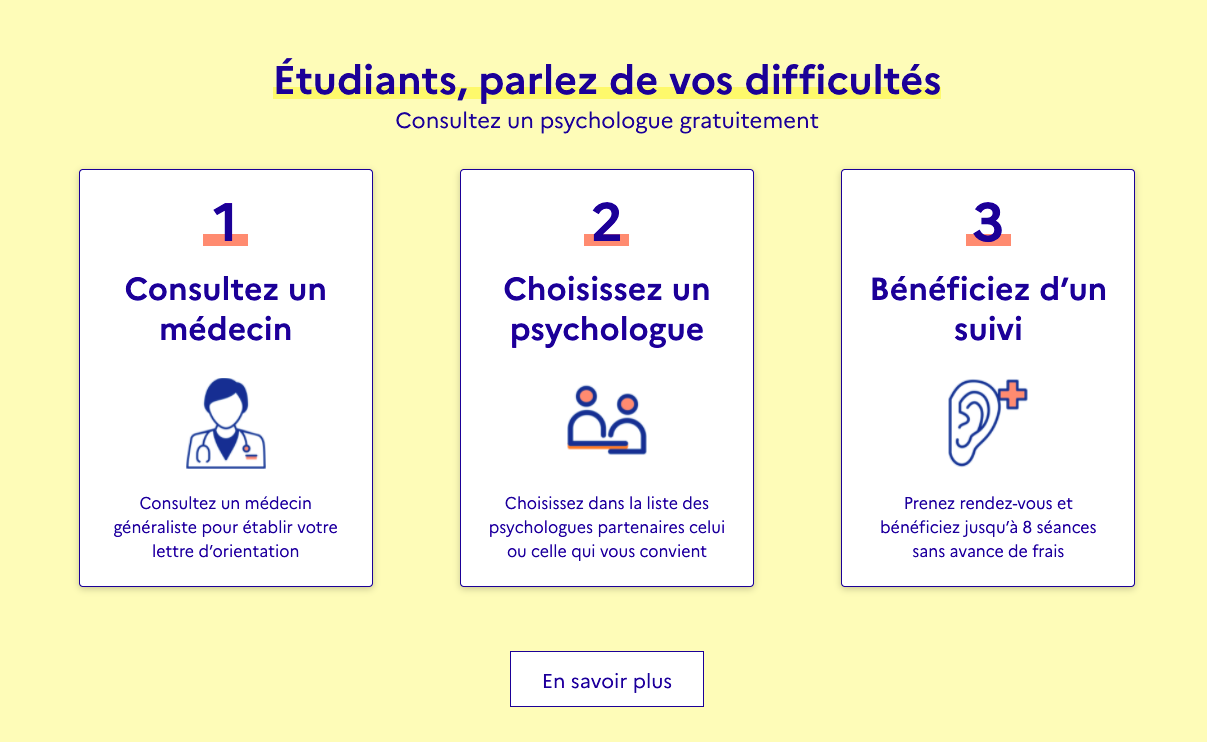 Étudiants, parlez de vos difficultés
Consultez un psychologue gratuitement
1
Consultez un
médecin
Consultez un médecin
généraliste pour établir votre
lettre d’orientation
2
Choisissez un
psychologue
Choisissez dans la liste des
psychologues partenaires celui
ou celle qui vous convient
3
Bénéficiez d’un
suivi
Prenez rendez-vous et
bénéficiez jusqu’à 8 séances
sans avance de frais
En savoir plus